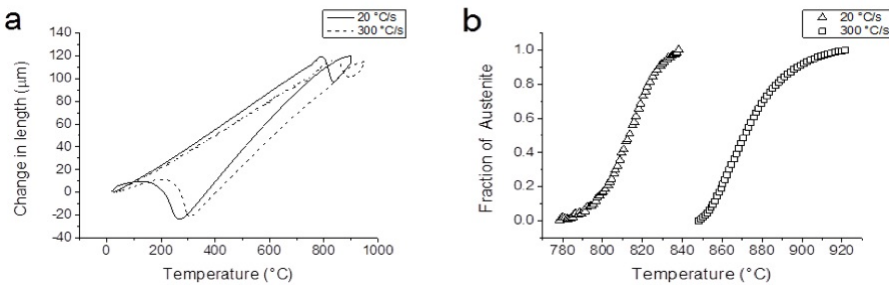 a
20 °C/s
300 °C/s
140
120
100
80
60
40
20
0
-20
-40
Change in length (µm)
0 200 400 600 800 1000
Temperature (°C)
b
20 °C/s
300 °C/s
1.0
0.8
0.6
0.4
0.2
0.0
Fraction of Austenite
780 800 820 840 860 880 900 920
Temperature (°C)